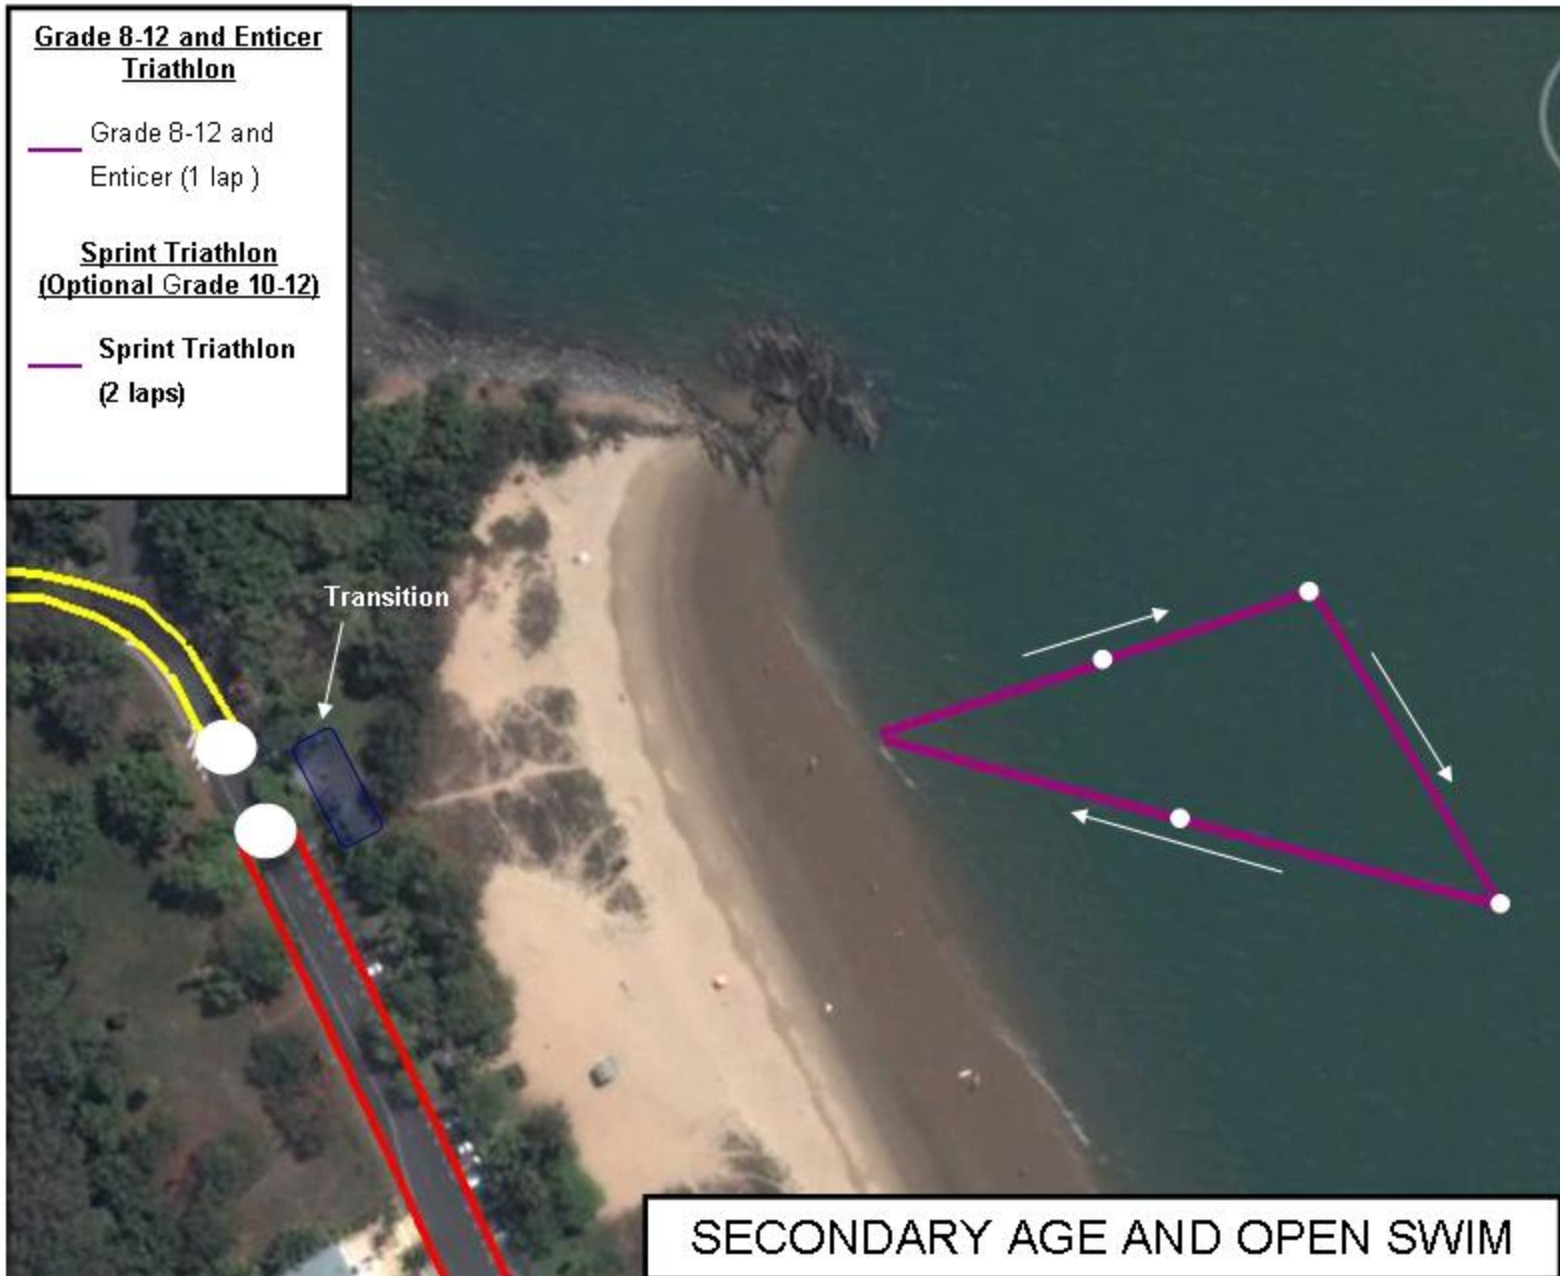 Grade 8-12 and Enticer
Triathlon
Grade 8-12 and
Enticer (1 lap )
Sprint Triathlon
(Optional Grade 10-12)
Sprint Triathlon
(2 laps)
Transition
SECONDARY AGE AND OPEN SWIM